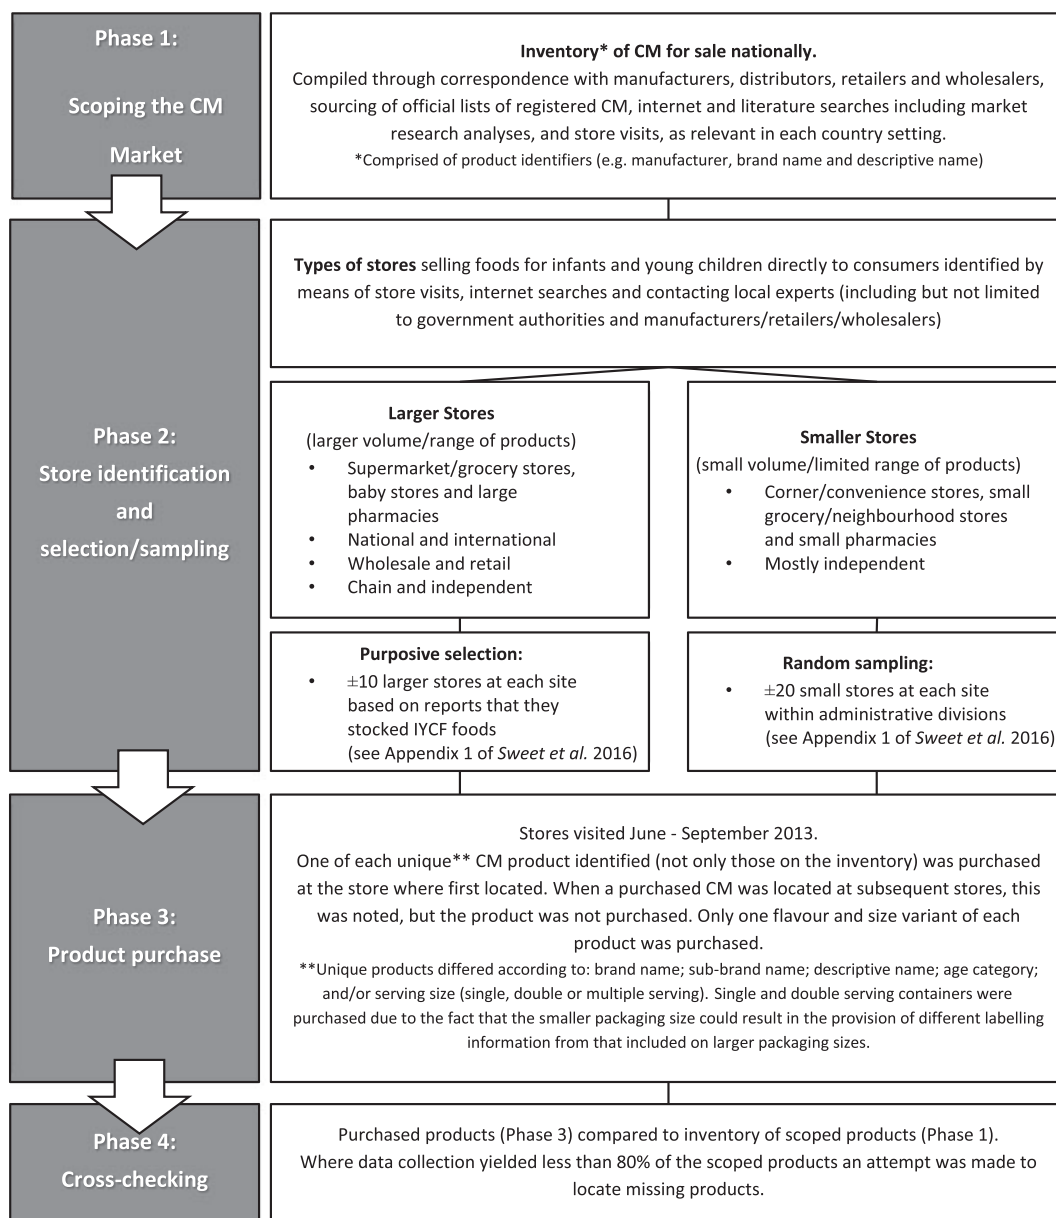 Phase 1:
Scoping the CM
Market
Inventory* of CM for sale nationally.
Compiled through correspondence with manufacturers, distributors, retailers and wholesalers,
sourcing of official lists of registered CM, internet and literature searches including market
research analyses, and store visits, as relevant in each country setting.
*Comprised of product identifiers (e.g. manufacturer, brand name and descriptive name)
Phase 2:
Store identification
and
selection/sampling
Types of stores selling foods for infants and young children directly to consumers identified by
means of store visits, internet searches and contacting local experts (including but not limited
to government authorities and manufacturers/retailers/wholesalers)
Larger Stores
(larger volume/range of products)
• Supermarket/grocery stores,
baby stores and large
pharmacies
• National and international
• Wholesale and retail
• Chain and independent
Smaller Stores
(small volume/limited range of products)
• Corner/convenience stores, small
grocery/neighbourhood stores
and small pharmacies
• Mostly independent
Purposive selection:
• ±10 larger stores at each site
based on reports that they
stocked IYCF foods
(see Appendix 1 of Sweet et al. 2016)
Random sampling:
• ±20 small stores at each site
within administrative divisions
(see Appendix 1 of Sweet et al. 2016)
Phase 3:
Product purchase
Stores visited June - September 2013.
One of each unique** CM product identified (not only those on the inventory) was purchased
at the store where first located. When a purchased CM was located at subsequent stores, this
was noted, but the product was not purchased. Only one flavour and size variant of each
product was purchased.
**Unique products differed according to: brand name; sub-brand name; descriptive name; age category;
and/or serving size (single, double or multiple serving). Single and double serving containers were
purchased due to the fact that the smaller packaging size could result in the provision of different labelling
information from that included on larger packaging sizes.
Phase 4:
Cross-checking
Purchased products (Phase 3) compared to inventory of scoped products (Phase 1).
Where data collection yielded less than 80% of the scoped products an attempt was made to
locate missing products.